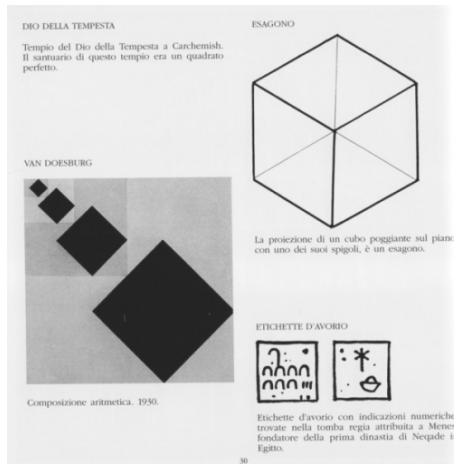 DIO DELLA TEMPESTA
Tempio del Dio della Tempesta a Carchemish.
Il santuario di questo tempio era un quadrato
perfetto.
VAN DOESBURG
Composizione aritmetica. 1930.
ESAGONO
La proiezione di un cubo poggiante sul piano
con uno dei suoi spigoli, è un esagono.
ETICHETTE D'AVORIO
Etichette d'avorio con indicazioni numeriche
trovate nella tomba regia attribuita a Menes
fondatore della prima dinastia di Neqade in
Egitto.
30